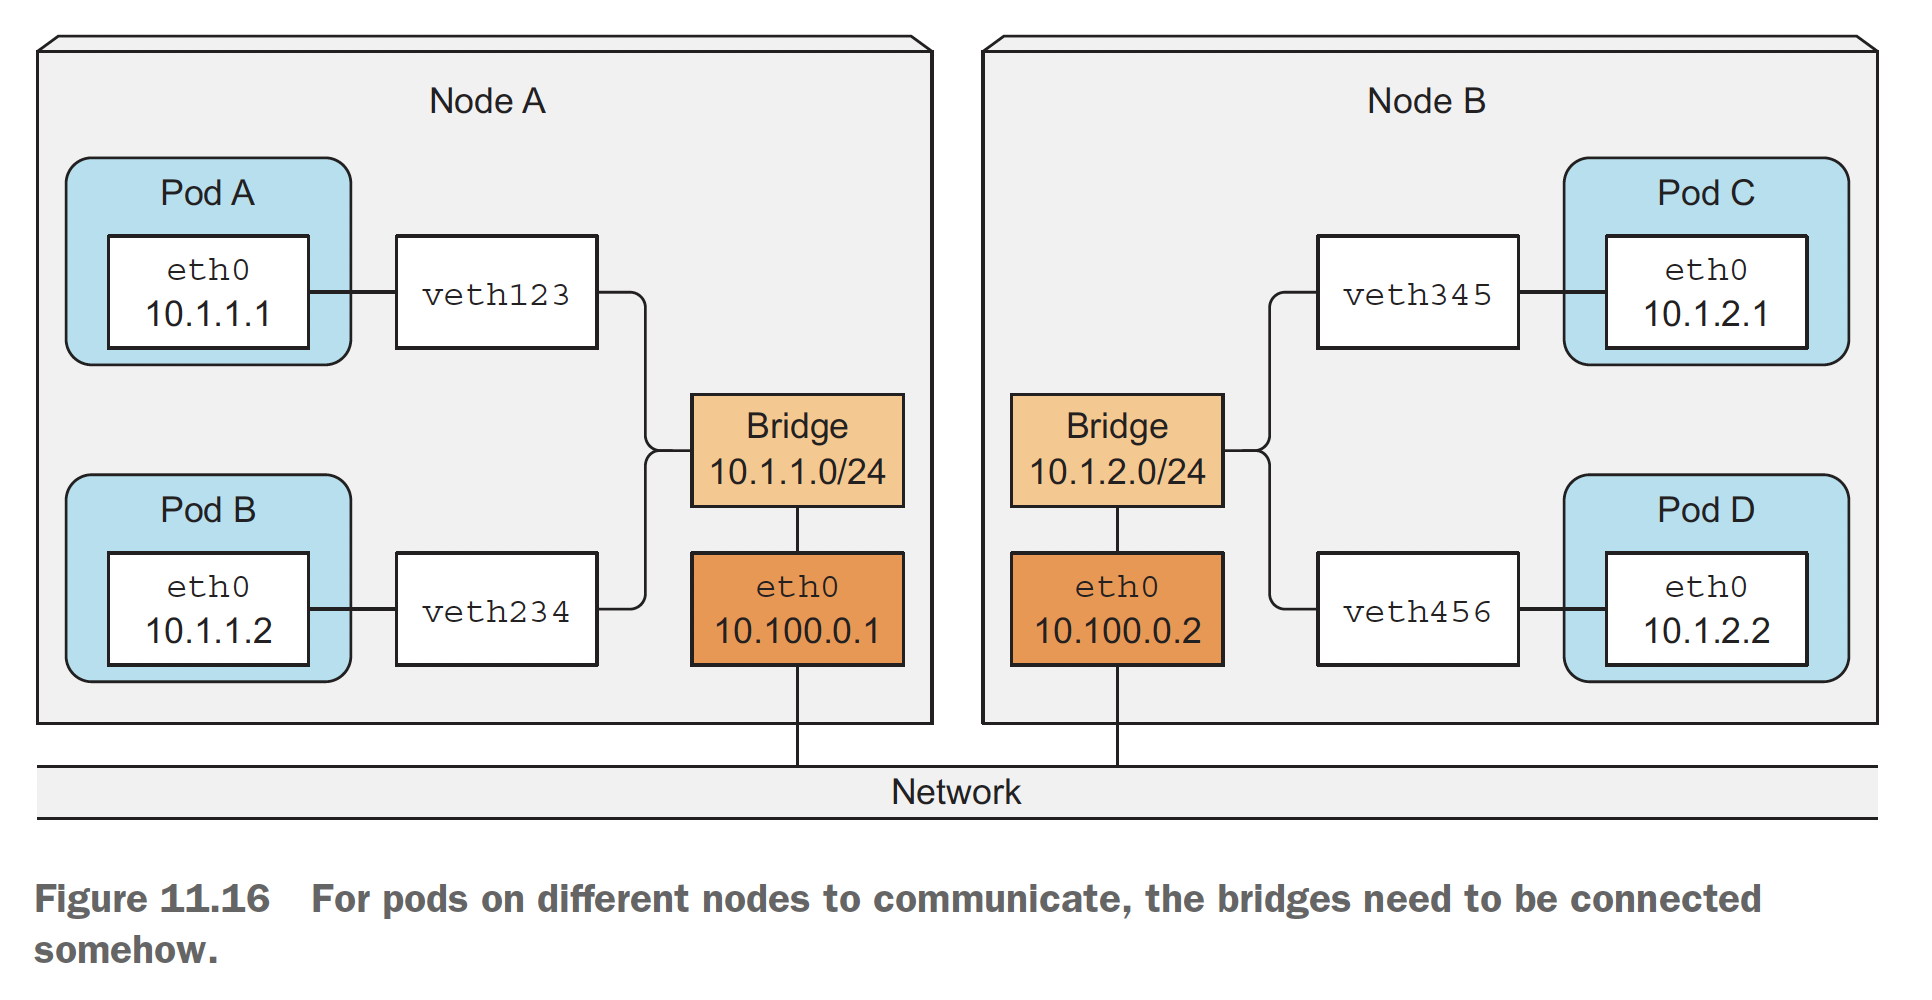 Node A
Pod A
eth0
10.1.1.1
veth123
Pod B
eth0
10.1.1.2
veth234
Bridge
10.1.1.0/24
eth0
10.100.0.1
Node B
Bridge
10.1.2.0/24
eth0
10.100.0.2
veth345
Pod C
eth0
10.1.2.1
veth456
Pod D
eth0
10.1.2.2
Network
Figure 11.16 For pods on different nodes to communicate, the bridges need to be connected
somehow.